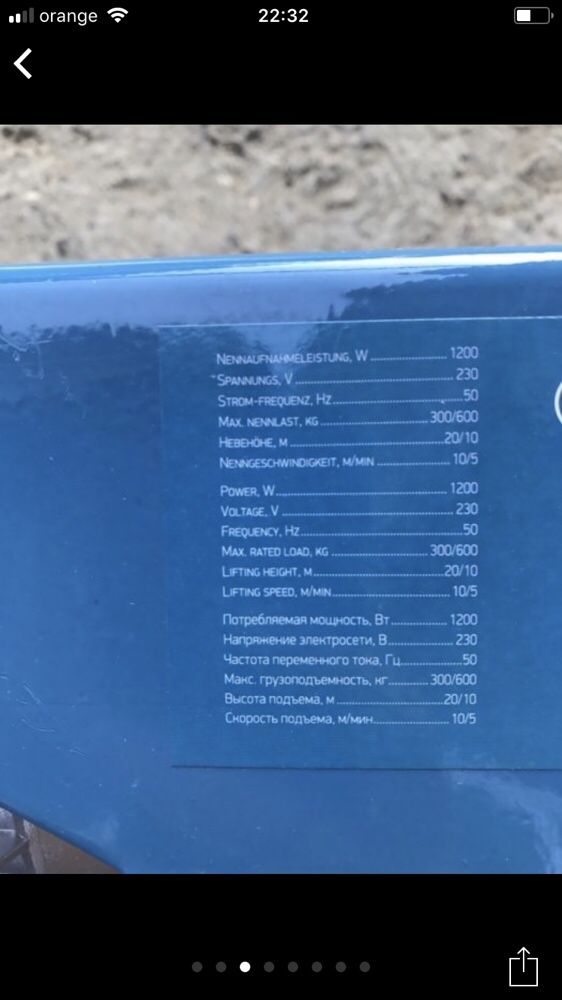 orange
22:32
NENNAUFNAHMELEISTUNG, W........................ 1200
SPANNUNGS, V................................................ 230
STROM-FREQUENZ, Hz........................................ 50
MAX. NENNLAST, KG.................................. 300/600
HEBEHÖHE, M................................................ 20/10
NENNGESCHWINDIGKEIT, M/MIN ...................... 10/5
POWER, W..................................................... 1200
VOLTAGE, V .................................................... 230
FREQUENCY, Hz................................................. 50
MAX. RATED LOAD, KG .............................. 300/600
LIFTING HEIGHT, M......................................... 20/10
LIFTING SPEED, M/MIN..................................... 10/5
Потребляемая мощность, Вт................. 1200
Напряжение электросети, В..................... 230
Частота переменного тока, Гц...................50
Макс. грузоподъемность, кг............ 300/600
Высота подъема, м ...................................20/10
Скорость подъема, м/мин......................... 10/5